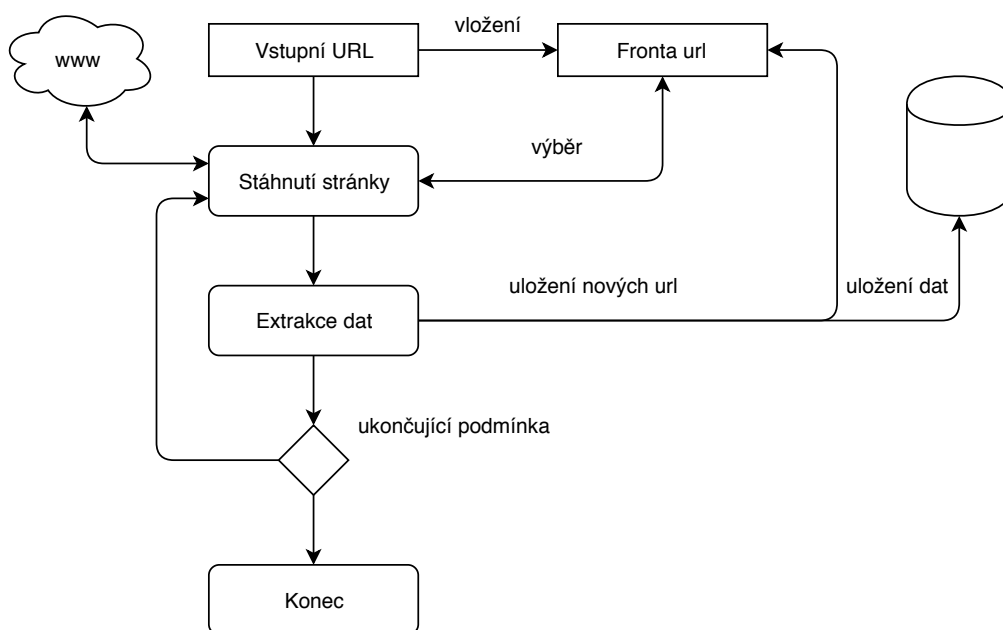 vložení
www
Vstupní URL
Fronta url
výběr
Stáhnutí stránky
uložení nových url
uložení dat
Extrakce dat
ukončující podmínka
Konec